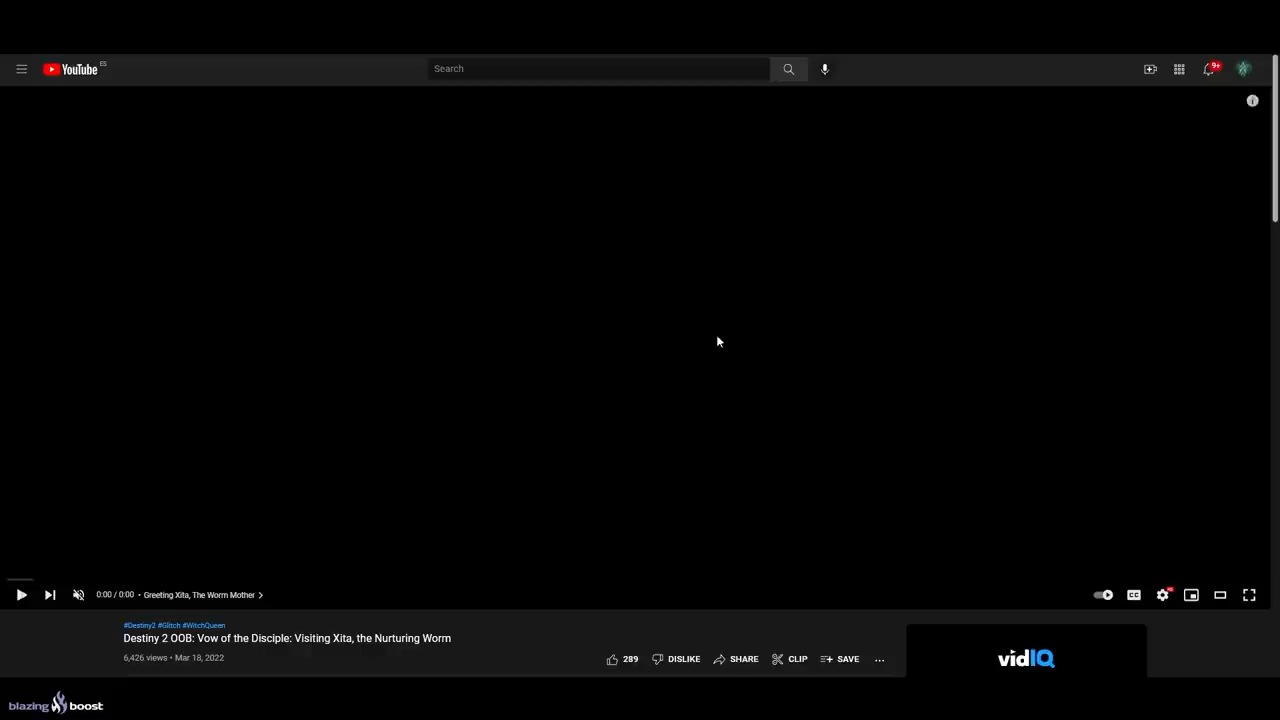 YouTube ES
Search
9+
0:00 / 0:00 • Greeting Xita, The Worm Mother
CC
#Destiny2 #Glitch #WitchQueen
Destiny 2 OOB: Vow of the Disciple: Visiting Xita, the Nurturing Worm
6,426 views • Mar 18, 2022
289 DISLIKE SHARE CLIP SAVE
vidIQ
blazing boost